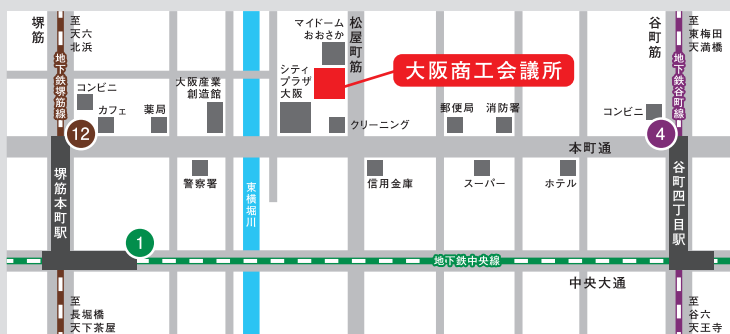 堺筋
至
天六
北浜
マイドーム
おおさか
松屋町筋
谷町筋
至
東梅田
天満橋
地下鉄堺筋線
コンビニ
カフェ
薬局
大阪産業
創造館
シティ
プラザ
大阪
大阪商工会議所
クリーニング
郵便局
消防署
コンビニ
地下鉄谷町線
12
4
本町通
堺筋本町駅
警察署
東横堀川
信用金庫
スーパー
ホテル
谷町四丁目駅
1
地下鉄中央線
中央大通
至
長堀橋
天下茶屋
至
谷六
天王寺